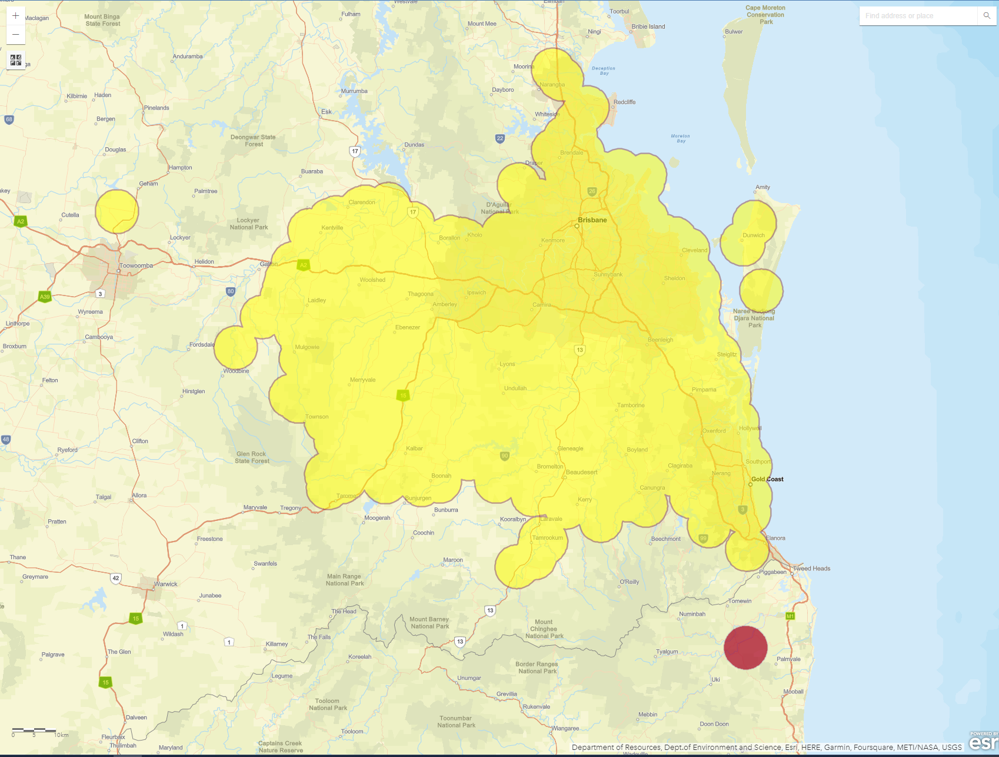 Maclagan
Mount Binga
State Forest
Fulham
Westvale
Elimbah
Toorbul
Cape Moreton
Conservation
Park
Find address or place
Mount Mee
Ningi
Bribie Island
Bulwer
Anduramba
Moorina
Deception
Bay
Kilbirnie
Haden
Murrumba
Dayboro
Narangba
Redcliffe
68
Pinelands
Esk
Whiteside
Bergen
Deongwar State
Forest
22
Moreton
Bay
17
Dundas
Douglas
Brendale
Draper
Hampton
Buaraba
Geham
Palmtree
26
Amity
Clarendon
D'Aguilar
National Park
17
Cutella
A2
Lockyer
National Park
Kentville
Brisbane
Lockyer
Borallon
Kholo
Kenmore
Dunwich
Cleveland
Helidon
Gatton
A2
Toowoomba
Sunnybank
Sheldon
Woolshed
3
80
A39
Thagoona
Ipswich
Laidley
Amberley
Camira
Wyreema
Naree Budjong
Djara National
Park
Linthorpe
Ebenezer
Cambooya
Beenleigh
Broxburn
Fordsdale
Mulgowie
13
Steiglitz
Lyons
Woodbine
Felton
Merryvale
Hirstglen
Undullah
Pimpama
15
Tamborine
Townson
Hollywell
Oxenford
48
Clifton
Ryeford
Glen Rock
State Forest
Kalbar
90
Gleneagle
Boyland
Southport
Bromelton
Beaudesert
Clagiraba
Nerang
Boonah
Gold Coast
Canungra
Talgai
Allora
Tarome
Bunjurgen
Kerry
Maryvale
Tregony
Bunburra
3
Moogerah
Kooralbyn
Laravale
Pratten
Coochin
Tamrookum
Freestone
Beechmont
99
Elanora
Thane
Maroon
Swanfels
Tweed Heads
Piggabeen
Greymare
42
Main Range
National Park
O'Reilly
Warwick
Junabee
Tomewin
The Head
13
Numinbah
M1
15
Mount Barney
National Park
Mount
Chinghee
National Park
1
Wildash
The Falls
1
Killarney
13
Palgrave
The Glen
Koreelah
Tyalgum
Palmvale
Border Ranges
National Park
Legume
15
Unumgar
Uki
Grevillia
Mooball
Tooloom
National Park
Rukenvale
Dalveen
Toonumbar
National Park
Mebbin
Doon Doon
Wiangaree
0 5 10km
Fleurbaix
Tooloom
Thulimbah
Maryland
Captains Creek
Nature Reserve
POWERED BY
esri
Department of Resources, Dept.of Environment and Science, Esri, HERE, Garmin, Foursquare, METI/NASA, USGS